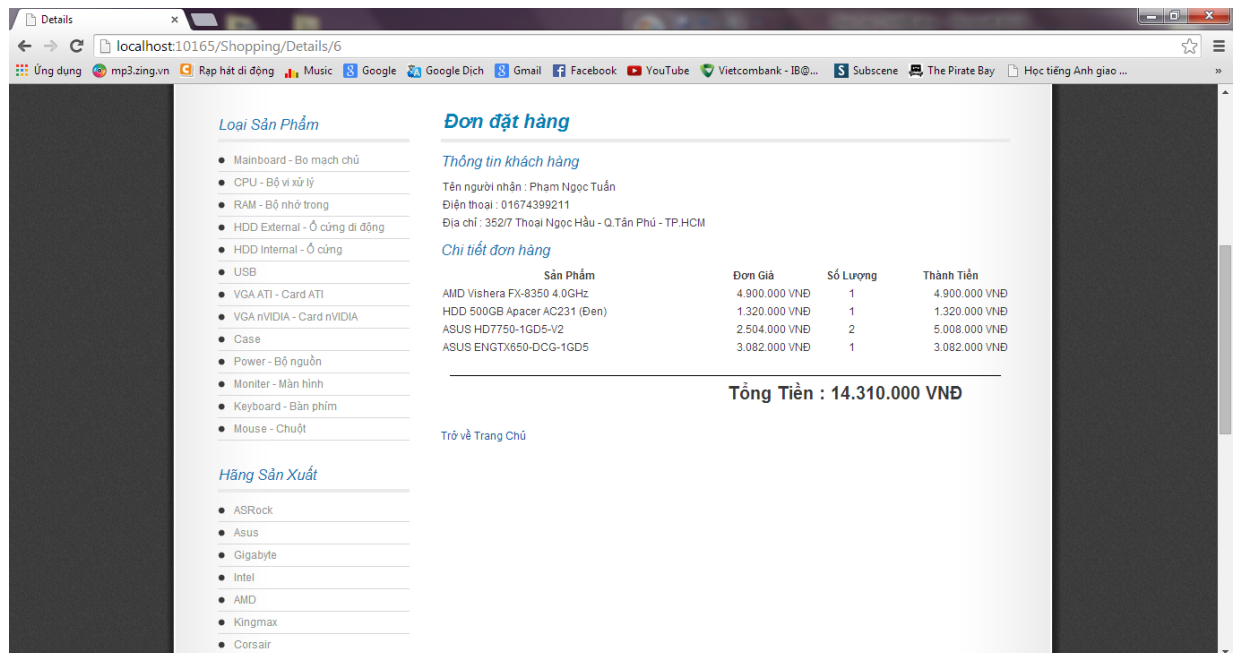 Details
localhost:10165/Shopping/Details/6
Ứng dụng mp3.zing.vn Rạp hát di động Music Google Google Dịch Gmail Facebook YouTube Vietcombank - IB@... Subscene The Pirate Bay Học tiếng Anh giao ... »
Loại Sản Phẩm
Mainboard - Bo mạch chủ
CPU - Bộ vi xử lý
RAM - Bộ nhớ trong
HDD External - Ổ cứng di động
HDD Internal - Ổ cứng
USB
VGA ATI - Card ATI
VGA nVIDIA - Card nVIDIA
Case
Power - Bộ nguồn
Moniter - Màn hình
Keyboard - Bàn phím
Mouse - Chuột
Hãng Sản Xuất
ASRock
Asus
Gigabyte
Intel
AMD
Kingmax
Corsair
Đơn đặt hàng
Thông tin khách hàng
Tên người nhận : Phạm Ngọc Tuấn
Điện thoại : 01674399211
Địa chỉ : 352/7 Thoại Ngọc Hầu - Q.Tân Phú - TP.HCM
Chi tiết đơn hàng
Sản Phẩm Đơn Giá Số Lượng Thành Tiền
AMD Vishera FX-8350 4.0GHz 4.900.000 VNĐ 1 4.900.000 VNĐ
HDD 500GB Apacer AC231 (Đen) 1.320.000 VNĐ 1 1.320.000 VNĐ
ASUS HD7750-1GD5-V2 2.504.000 VNĐ 2 5.008.000 VNĐ
ASUS ENGTX650-DCG-1GD5 3.082.000 VNĐ 1 3.082.000 VNĐ
Tổng Tiền : 14.310.000 VNĐ
Trở về Trang Chủ